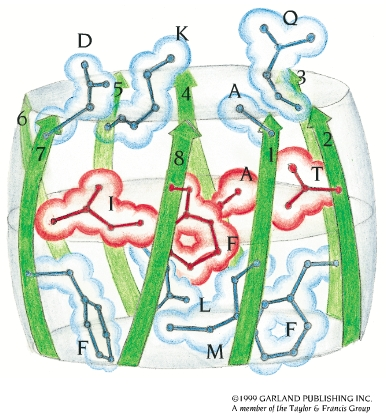 Q
D
K
5
4
3
A
6
7
8
1
2
A
T
I
F
L
F
F
M
©1999 GARLAND PUBLISHING INC.
A member of the Taylor & Francis Group